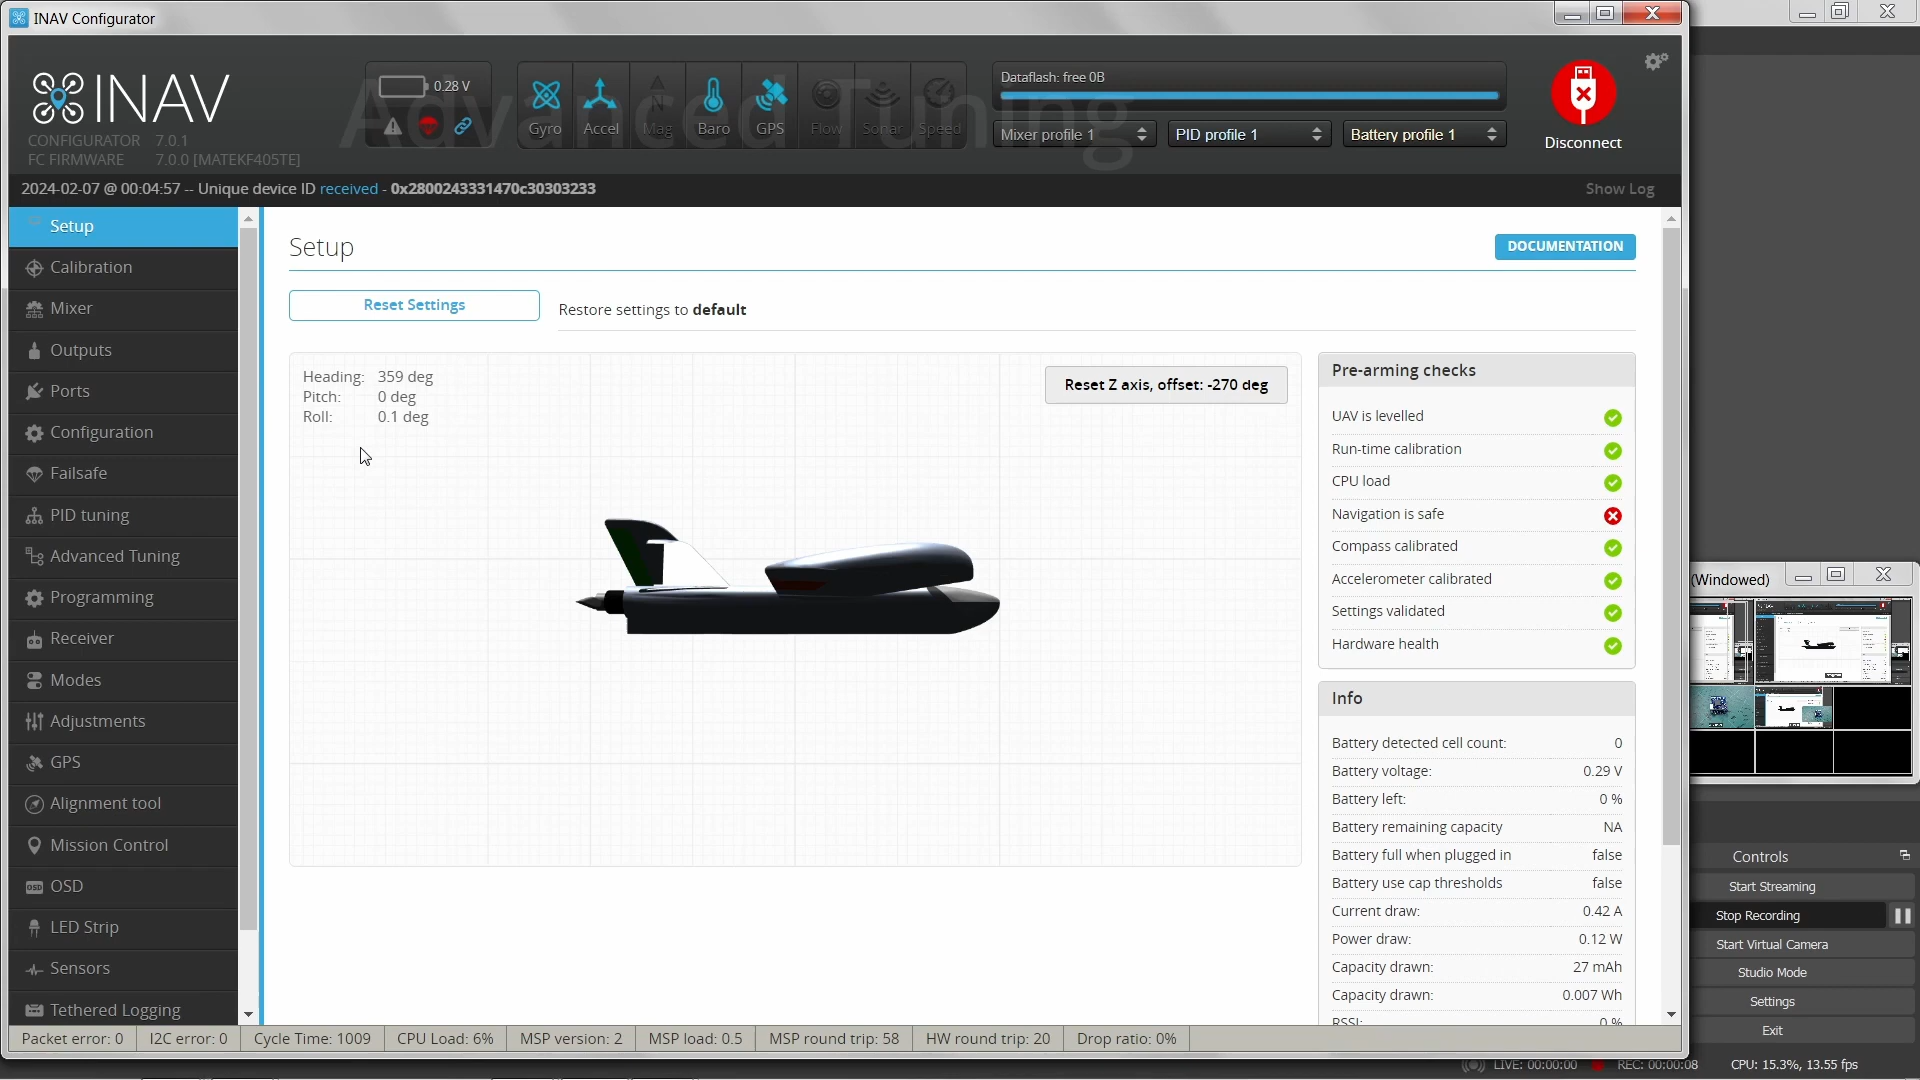 INAV Configurator
INAV
CONFIGURATOR 7.0.1
FC FIRMWARE 7.0.0 [MATEKF405TE]
0.28 V
Gyro Accel Mag Baro GPS Flow Sonar Speed
Advanced Tuning
Dataflash: free 0B
Mixer profile 1 PID profile 1 Battery profile 1
Disconnect
2024-02-07 @ 00:04:57 -- Unique device ID received - 0x2800243331470c30303233
Show Log
Setup
Calibration
Mixer
Outputs
Ports
Configuration
Failsafe
PID tuning
Advanced Tuning
Programming
Receiver
Modes
Adjustments
GPS
Alignment tool
Mission Control
OSD
LED Strip
Sensors
Tethered Logging
Setup
DOCUMENTATION
Reset Settings
Restore settings to default
Heading: 359 deg
Pitch: 0 deg
Roll: 0.1 deg
Reset Z axis, offset: -270 deg
Pre-arming checks
UAV is levelled
Run-time calibration
CPU load
Navigation is safe
Compass calibrated
Accelerometer calibrated
Settings validated
Hardware health
Info
Battery detected cell count: 0
Battery voltage: 0.29 V
Battery left: 0 %
Battery remaining capacity NA
Battery full when plugged in false
Battery use cap thresholds false
Current draw: 0.42 A
Power draw: 0.12 W
Capacity drawn: 27 mAh
Capacity drawn: 0.007 Wh
RSSI: 0 %
Packet error: 0 I2C error: 0 Cycle Time: 1009 CPU Load: 6% MSP version: 2 MSP load: 0.5 MSP round trip: 58 HW round trip: 20 Drop ratio: 0%
(Windowed)
Controls
Start Streaming
Stop Recording
Start Virtual Camera
Studio Mode
Settings
Exit
LIVE: 00:00:00 REC: 00:00:08 CPU: 15.3%, 13.55 fps